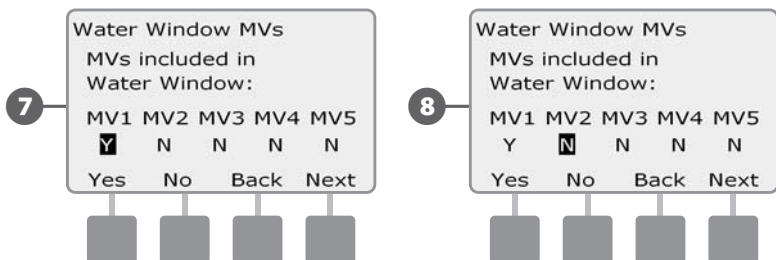 7
Water Window MVs
MVs included in
Water Window:
MV1 MV2 MV3 MV4 MV5
Y N N N N
Yes No Back Next
8
Water Window MVs
MVs included in
Water Window:
MV1 MV2 MV3 MV4 MV5
Y N N N N
Yes No Back Next